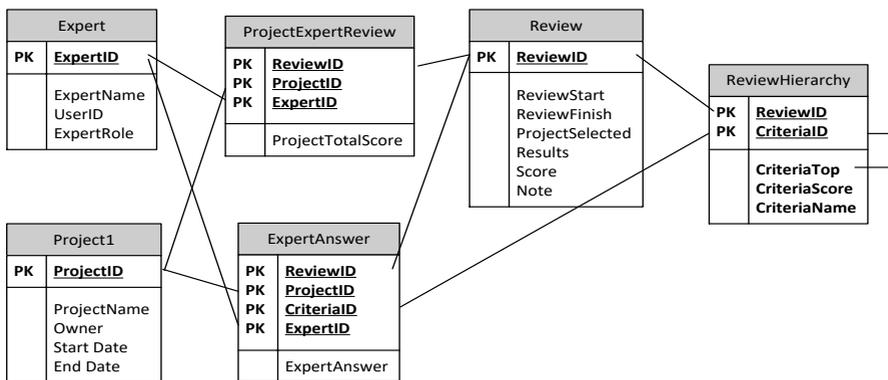 Expert
PK ExpertID
ExpertName
UserID
ExpertRole
ProjectExpertReview
PK ReviewID
PK ProjectID
PK ExpertID
ProjectTotalScore
Review
PK ReviewID
ReviewStart
ReviewFinish
ProjectSelected
Results
Score
Note
ReviewHierarchy
PK ReviewID
PK CriteriaID
CriteriaTop
CriteriaScore
CriteriaName
Project1
PK ProjectID
ProjectName
Owner
Start Date
End Date
ExpertAnswer
PK ReviewID
PK ProjectID
PK CriteriaID
PK ExpertID
ExpertAnswer